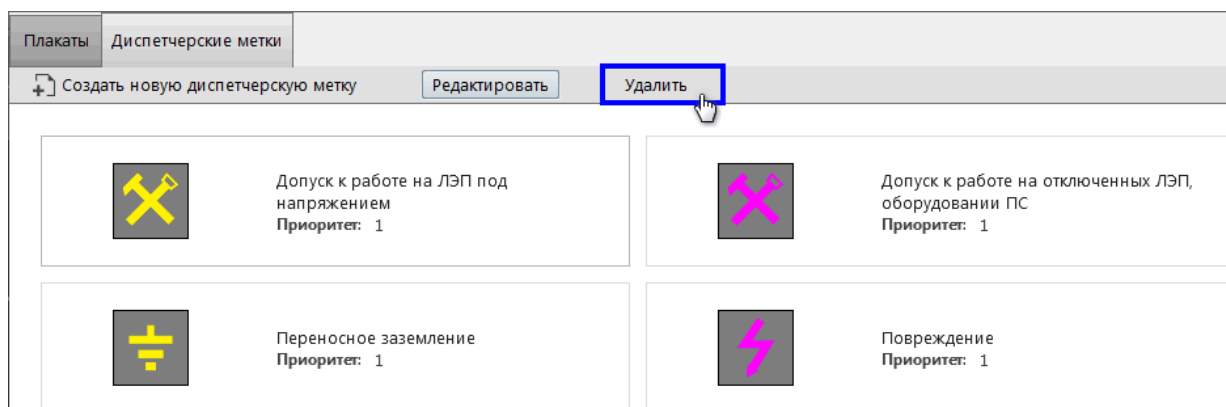 Плакаты Диспетчерские метки
Создать новую диспетчерскую метку Редактировать Удалить
Допуск к работе на ЛЭП под
напряжением
Приоритет: 1
Допуск к работе на отключенных ЛЭП,
оборудовании ПС
Приоритет: 1
Переносное заземление
Приоритет: 1
Повреждение
Приоритет: 1